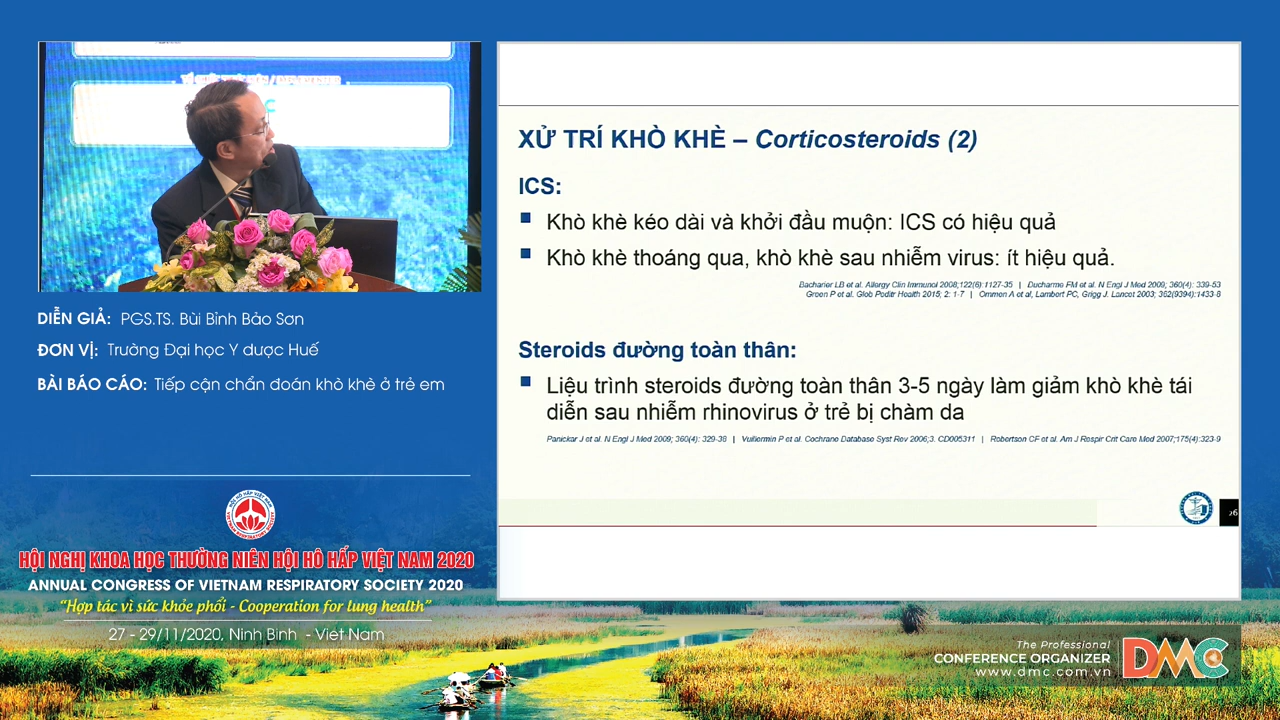 XỬ TRÍ KHÒ KHÈ – Corticosteroids (2)
ICS:
Khò khè kéo dài và khởi đầu muộn: ICS có hiệu quả
Khò khè thoáng qua, khò khè sau nhiễm virus: ít hiệu quả.
Bacharier LB et al. Allergy Clin Immunol 2008;122(6):1127-35 | Ducharme FM et al. N Engl J Med 2009; 360(4): 339-53
Green P et al. Glob Peditr Health 2015; 2: 1-7 | Ommen A et al, Lambert PC, Grigg J. Lancet 2003; 362(9394):1433-8
Steroids đường toàn thân:
Liệu trình steroids đường toàn thân 3-5 ngày làm giảm khò khè tái
diễn sau nhiễm rhinovirus ở trẻ bị chàm da
Panickar J et al. N Engl J Med 2009; 360(4): 329-38 | Vuillermin P et al. Cochrane Database Syst Rev 2006;3. CD005311 | Robertson CF et al. Am J Respir Crit Care Med 2007;175(4):323-9
DIỄN GIẢ: PGS.TS. Bùi Bỉnh Bảo Sơn
ĐƠN VỊ: Trường Đại học Y dược Huế
BÀI BÁO CÁO: Tiếp cận chẩn đoán khò khè ở trẻ em
HỘI NGHỊ KHOA HỌC THƯỜNG NIÊN HỘI HÔ HẤP VIỆT NAM 2020
ANNUAL CONGRESS OF VIETNAM RESPIRATORY SOCIETY 2020
“Hợp tác vì sức khỏe phổi - Cooperation for lung health”
27 - 29/11/2020, Ninh Bình - Việt Nam
The Professional
CONFERENCE ORGANIZER
www.dmc.com.vn
DMC